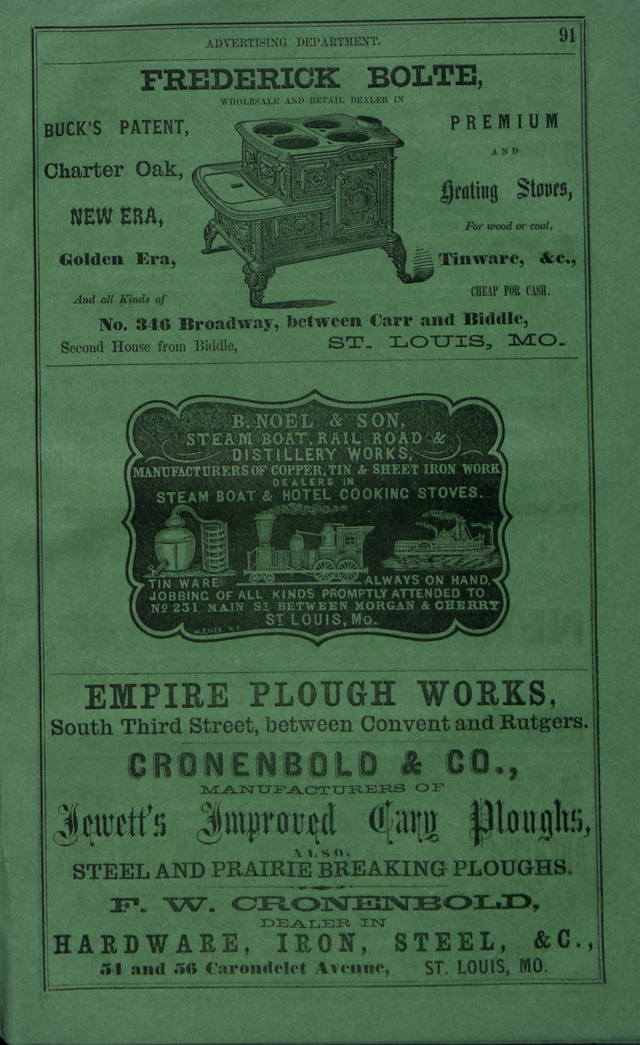 ADVERTISING DEPARTMENT.
91
FREDERICK BOLTE,
WHOLESALE AND RETAIL DEALER IN
BUCK'S PATENT,
Charter Oak,
NEW ERA,
Golden Era,
And all Kinds of
PREMIUM
AND
Heating Stoves,
For wood or coal,
Tinware, &c.,
CHEAP FOR CASH.
No. 346 Broadway, between Carr and Biddle,
Second House from Biddle,
ST. LOUIS, MO.
B. NOEL & SON,
STEAM BOAT, RAIL ROAD &
DISTILLERY WORKS,
MANUFACTURERS OF COPPER, TIN & SHEET IRON WORK
DEALERS IN
STEAM BOAT & HOTEL COOKING STOVES.
TIN WARE ALWAYS ON HAND,
JOBBING OF ALL KINDS PROMPTLY ATTENDED TO
No 231 MAIN ST BETWEEN MORGAN & CHERRY
ST LOUIS, Mo.
EMPIRE PLOUGH WORKS,
South Third Street, between Convent and Rutgers.
CRONENBOLD & CO.,
MANUFACTURERS OF
Jewett's Improved Cary Ploughs,
ALSO,
STEEL AND PRAIRIE BREAKING PLOUGHS.
F. W. CRONENBOLD,
DEALER IN
HARDWARE, IRON, STEEL, &C.,
54 and 56 Carondelet Avenue, ST. LOUIS, MO.